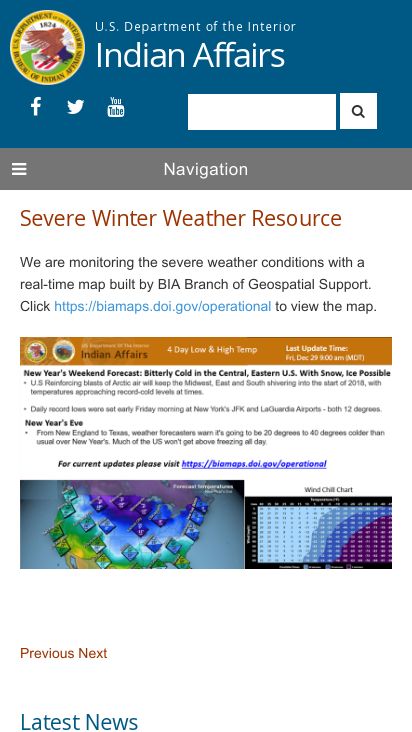 U.S. Department of the Interior
Indian Affairs
1824
You
Tube
Navigation
Severe Winter Weather Resource
We are monitoring the severe weather conditions with a
real-time map built by BIA Branch of Geospatial Support.
Click https://biamaps.doi.gov/operational to view the map.
US Department Of The Interior
Indian Affairs
4 Day Low & High Temp
Last Update Time:
Fri, Dec 29 9:00 am (MDT)
New Year's Weekend Forecast: Bitterly Cold in the Central, Eastern U.S. With Snow, Ice Possible
• U.S Reinforcing blasts of Arctic air will keep the Midwest, East and South shivering into the start of 2018, with
temperatures approaching record-cold levels at times.
• Daily record lows were set early Friday morning at New York's JFK and LaGuardia Airports - both 12 degrees.
New Year's Eve
• From New England to Texas, weather forecasters warn it's going to be 20 degrees to 40 degrees colder than
usual over New Year's. Much of the US won't get above freezing all day.
For current updates please visit https://biamaps.doi.gov/operational
Forecast Temperatures
New Year's Eve
Wind Chill Chart
Temperature (°F)
Previous Next
Latest News